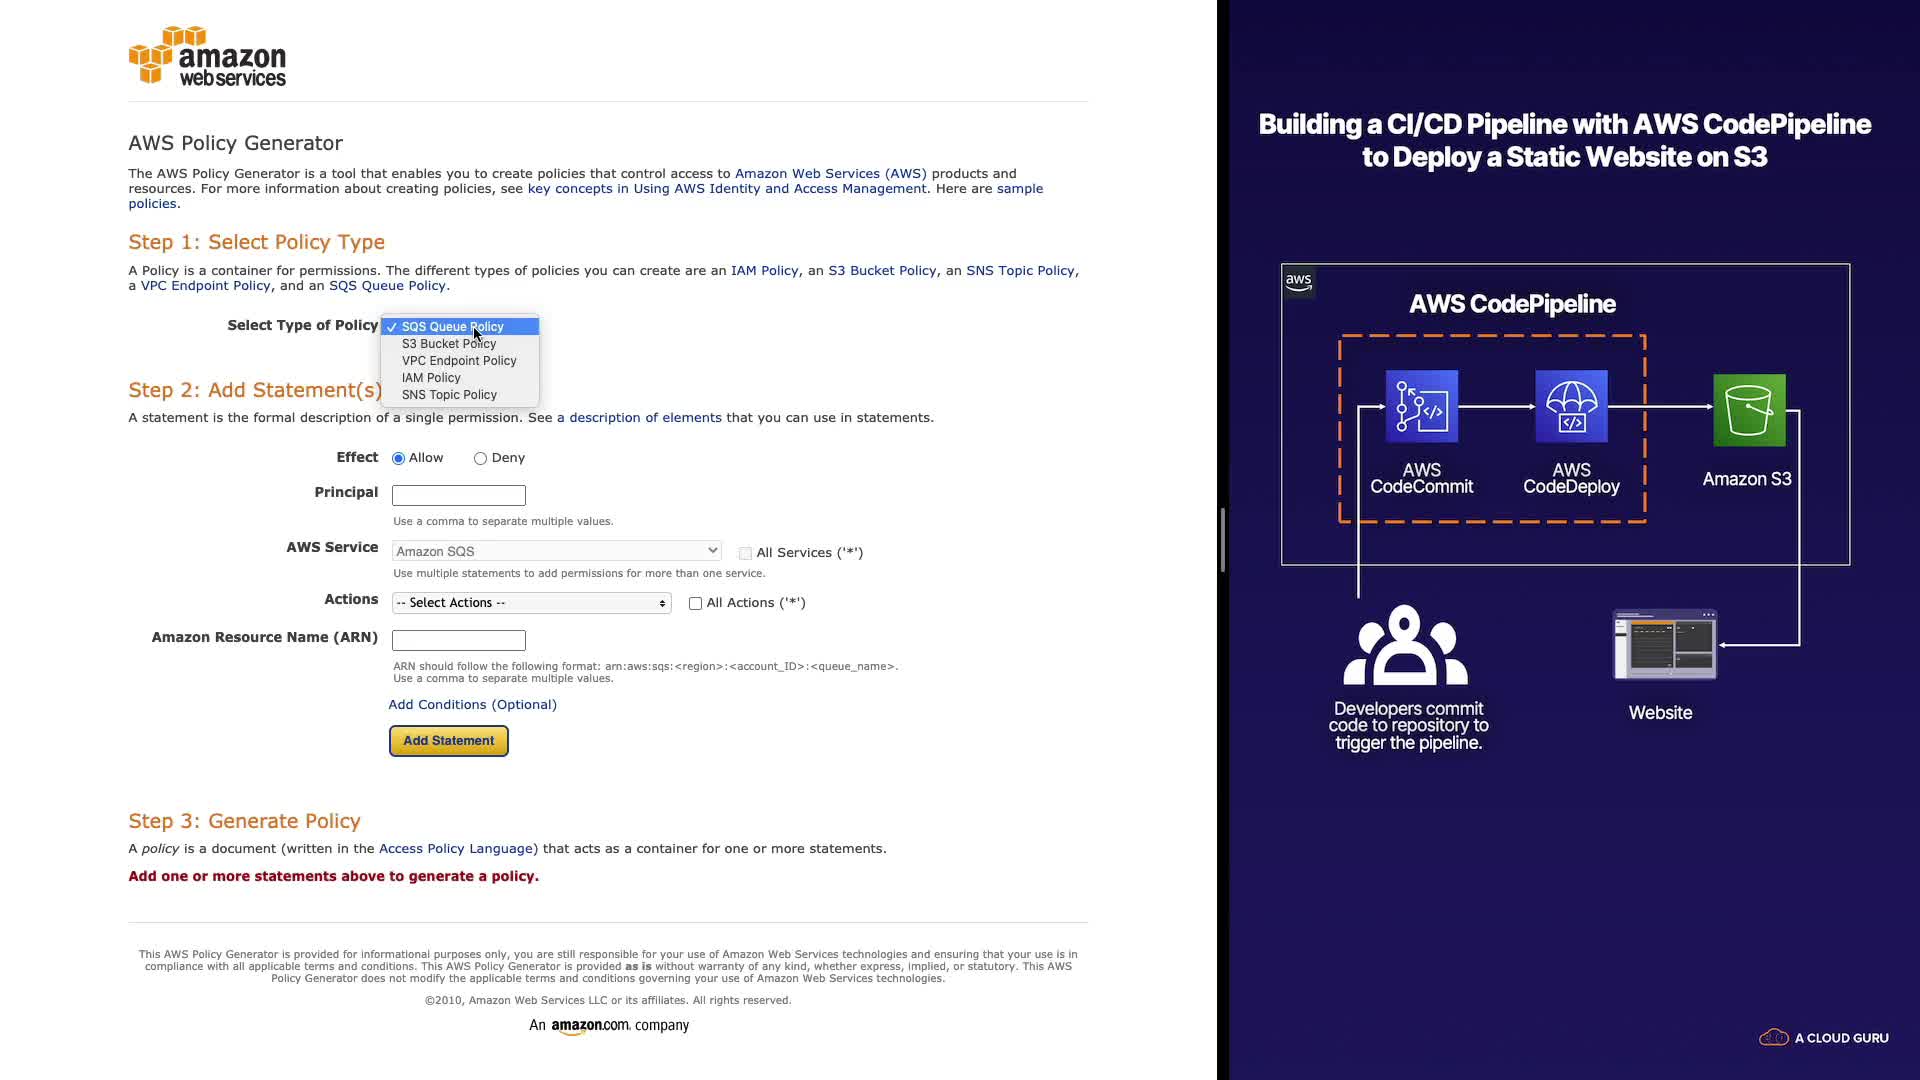 amazon
webservices
AWS Policy Generator
The AWS Policy Generator is a tool that enables you to create policies that control access to Amazon Web Services (AWS) products and
resources. For more information about creating policies, see key concepts in Using AWS Identity and Access Management. Here are sample
policies.
Step 1: Select Policy Type
A Policy is a container for permissions. The different types of policies you can create are an IAM Policy, an S3 Bucket Policy, an SNS Topic Policy,
a VPC Endpoint Policy, and an SQS Queue Policy.
Select Type of Policy
✓ SQS Queue Policy
S3 Bucket Policy
VPC Endpoint Policy
IAM Policy
SNS Topic Policy
Step 2: Add Statement(s)
A statement is the formal description of a single permission. See a description of elements that you can use in statements.
Effect Allow Deny
Principal
Use a comma to separate multiple values.
AWS Service Amazon SQS All Services ('*')
Use multiple statements to add permissions for more than one service.
Actions -- Select Actions -- All Actions ('*')
Amazon Resource Name (ARN)
ARN should follow the following format: arn:aws:sqs:<region>:<account_ID>:<queue_name>.
Use a comma to separate multiple values.
Add Conditions (Optional)
Add Statement
Step 3: Generate Policy
A policy is a document (written in the Access Policy Language) that acts as a container for one or more statements.
Add one or more statements above to generate a policy.
This AWS Policy Generator is provided for informational purposes only, you are still responsible for your use of Amazon Web Services technologies and ensuring that your use is in
compliance with all applicable terms and conditions. This AWS Policy Generator is provided as is without warranty of any kind, whether express, implied, or statutory. This AWS
Policy Generator does not modify the applicable terms and conditions governing your use of Amazon Web Services technologies.
©2010, Amazon Web Services LLC or its affiliates. All rights reserved.
An amazon.com. company
Building a CI/CD Pipeline with AWS CodePipeline
to Deploy a Static Website on S3
aws
AWS CodePipeline
AWS
CodeCommit
AWS
CodeDeploy
Amazon S3
Developers commit
code to repository to
trigger the pipeline.
Website
A CLOUD GURU